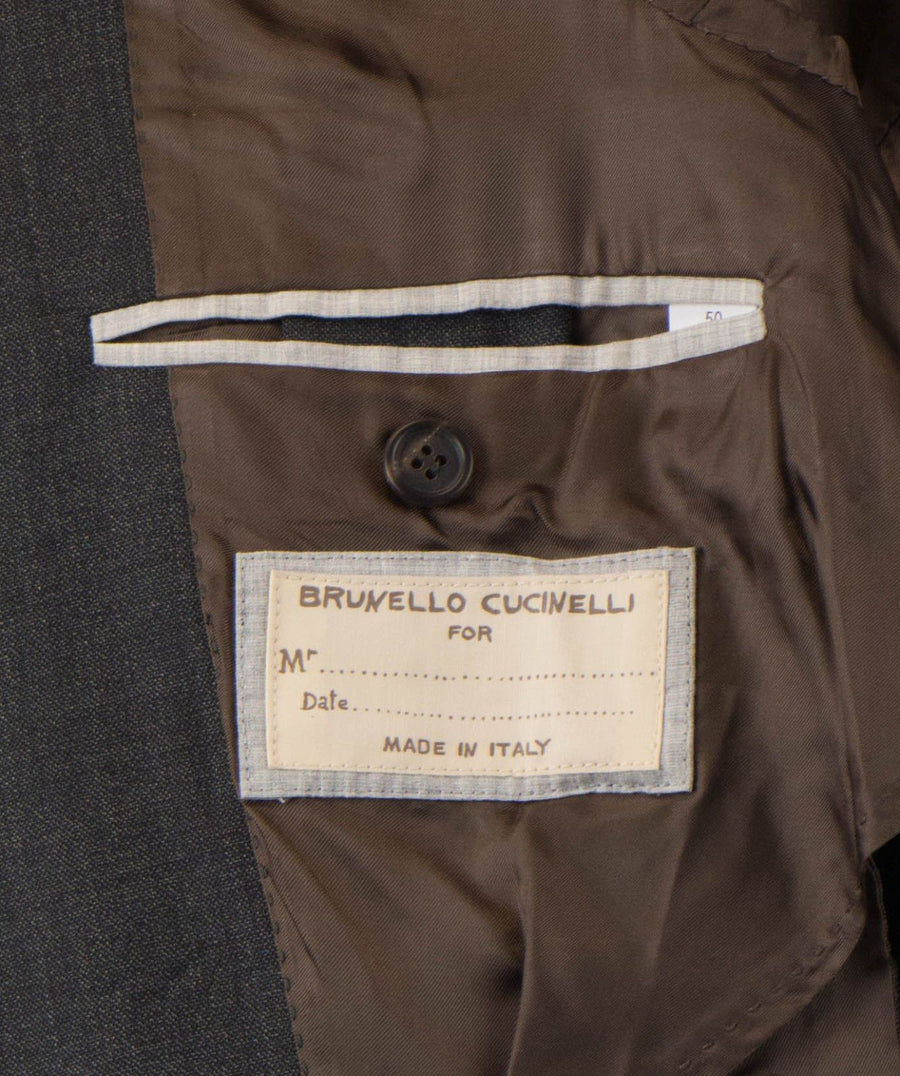 50
BRUNELLO CUCINELLI
FOR
Mr.......................................
Date.................................
MADE IN ITALY